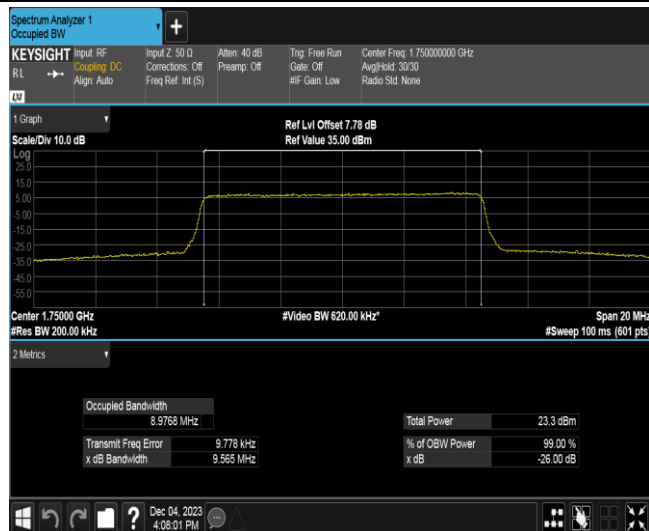 Spectrum Analyzer 1
Occupied BW
+
KEYSIGHT Input: RF Input Z: 50 Ω Atten: 40 dB Trig: Free Run Center Freq: 1.750000000 GHz
RL Coupling: DC Corrections: Off Preamp: Off Gate: Off Avg|Hold: 30/30
Align: Auto Freq Ref: Int (S) #IF Gain: Low Radio Std: None
1 Graph
Ref Lvl Offset 7.78 dB
Scale/Div 10.0 dB Ref Value 35.00 dBm
Log
25.0
15.0
5.00
-5.00
-15.0
-25.0
-35.0
-45.0
-55.0
Center 1.75000 GHz #Video BW 620.00 kHz* Span 20 MHz
#Res BW 200.00 kHz #Sweep 100 ms (601 pts)
2 Metrics
Occupied Bandwidth
8.9768 MHz Total Power 23.3 dBm
Transmit Freq Error 9.778 kHz % of OBW Power 99.00 %
x dB Bandwidth 9.565 MHz x dB -26.00 dB
? Dec 04, 2023
4:08:01 PM